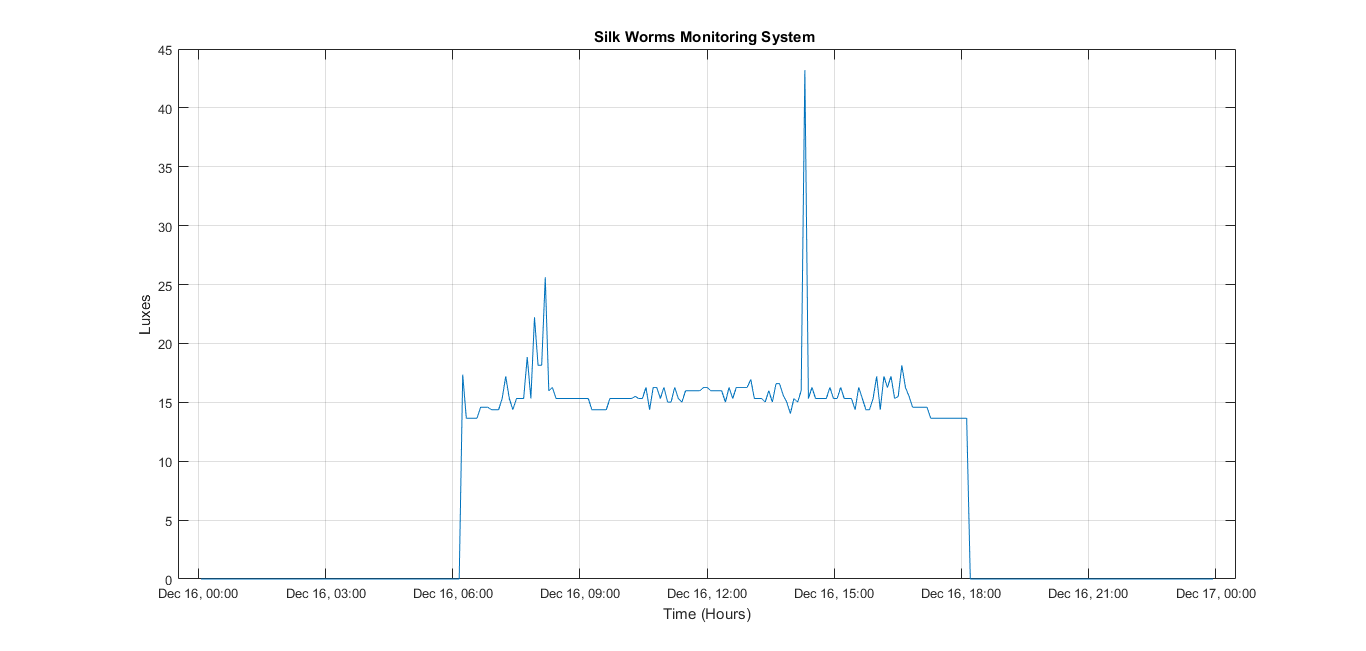 Silk Worms Monitoring System
45
40
35
30
25
20
15
10
5
0
Luxes
Dec 16, 00:00 Dec 16, 03:00 Dec 16, 06:00 Dec 16, 09:00 Dec 16, 12:00 Dec 16, 15:00 Dec 16, 18:00 Dec 16, 21:00 Dec 17, 00:00
Time (Hours)